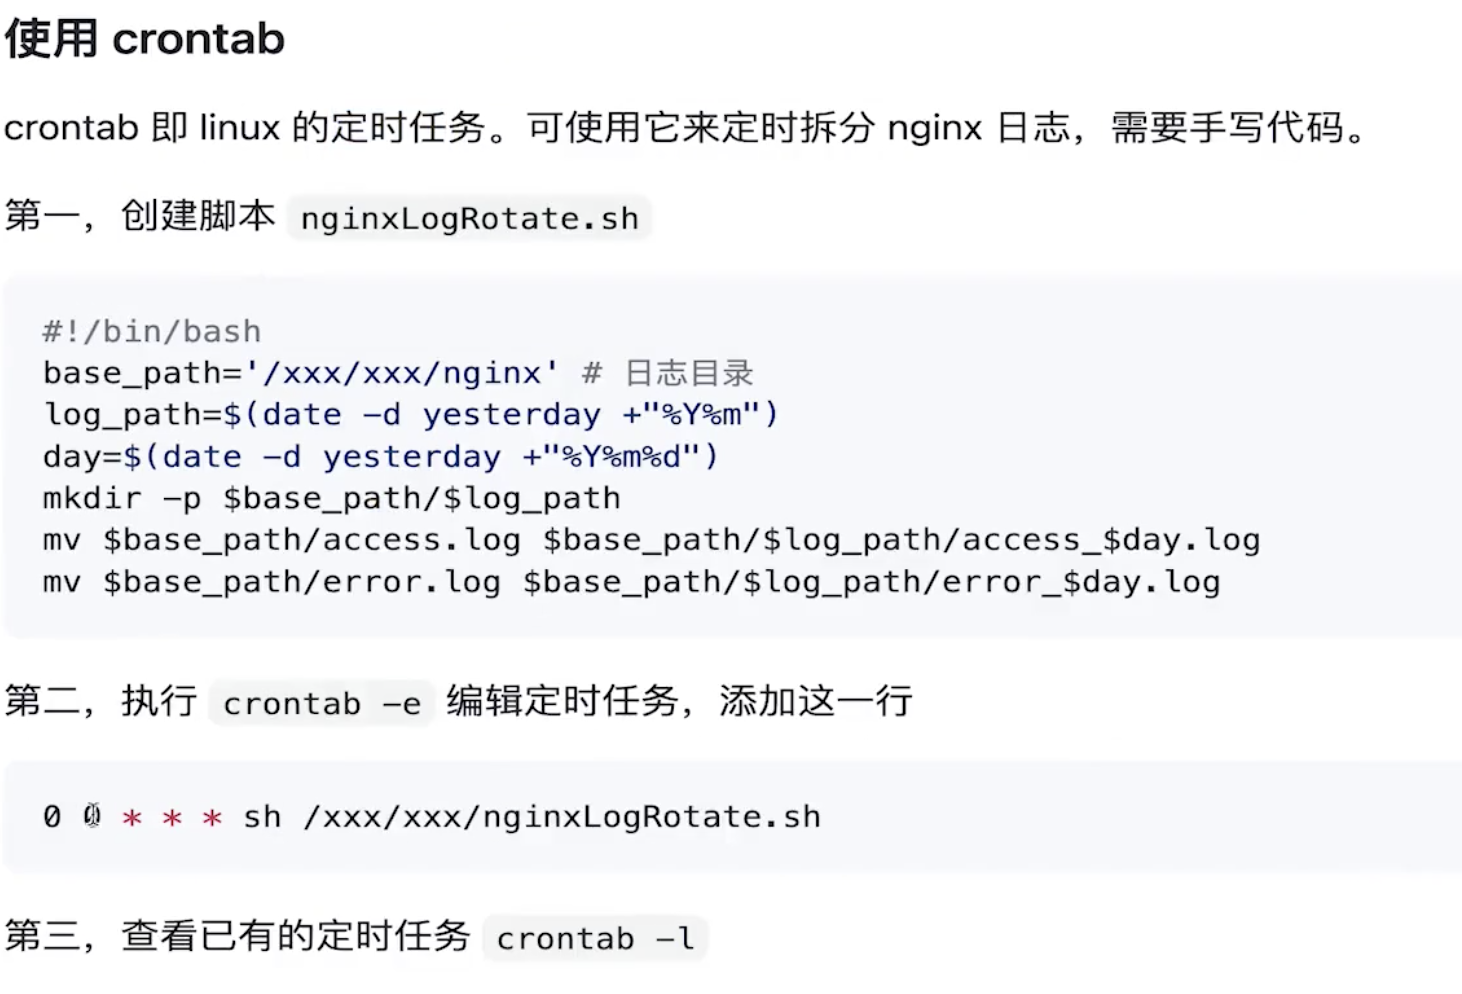 使用 crontab
crontab 即 linux 的定时任务。可使用它来定时拆分 nginx 日志，需要手写代码。
第一，创建脚本 nginxLogRotate.sh
#!/bin/bash
base_path='/xxx/xxx/nginx' # 日志目录
log_path=$(date -d yesterday +"%Y%m")
day=$(date -d yesterday +"%Y%m%d")
mkdir -p $base_path/$log_path
mv $base_path/access.log $base_path/$log_path/access_$day.log
mv $base_path/error.log $base_path/$log_path/error_$day.log
第二，执行 crontab -e 编辑定时任务，添加这一行
0 0 * * * sh /xxx/xxx/nginxLogRotate.sh
第三，查看已有的定时任务 crontab -l